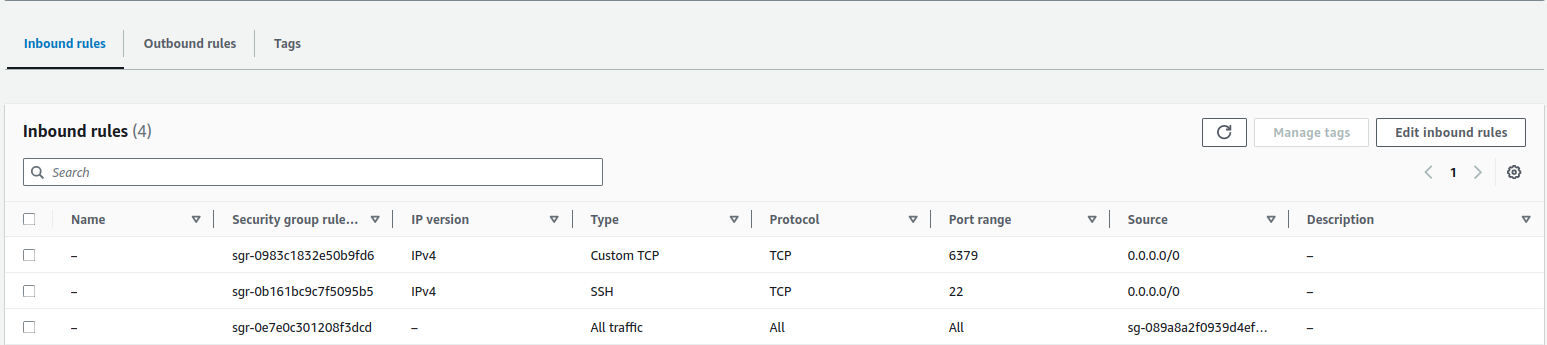 Inbound rules Outbound rules Tags
Inbound rules (4) Manage tags Edit inbound rules
Search 1
Name Security group rule... IP version Type Protocol Port range Source Description
– sgr-0983c1832e50b9fd6 IPv4 Custom TCP TCP 6379 0.0.0.0/0 –
– sgr-0b161bc9c7f5095b5 IPv4 SSH TCP 22 0.0.0.0/0 –
– sgr-0e7e0c301208f3dcd – All traffic All All sg-089a8a2f0939d4ef... –